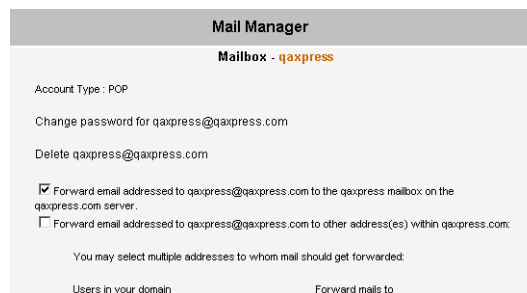 Mail Manager
Mailbox - qaxpress
Account Type : POP
Change password for qaxpress@qaxpress.com
Delete qaxpress@qaxpress.com
Forward email addressed to qaxpress@qaxpress.com to the qaxpress mailbox on the
qaxpress.com server.
Forward email addressed to qaxpress@qaxpress.com to other address(es) within qaxpress.com:
You may select multiple addresses to whom mail should get forwarded:
Users in your domain Forward mails to